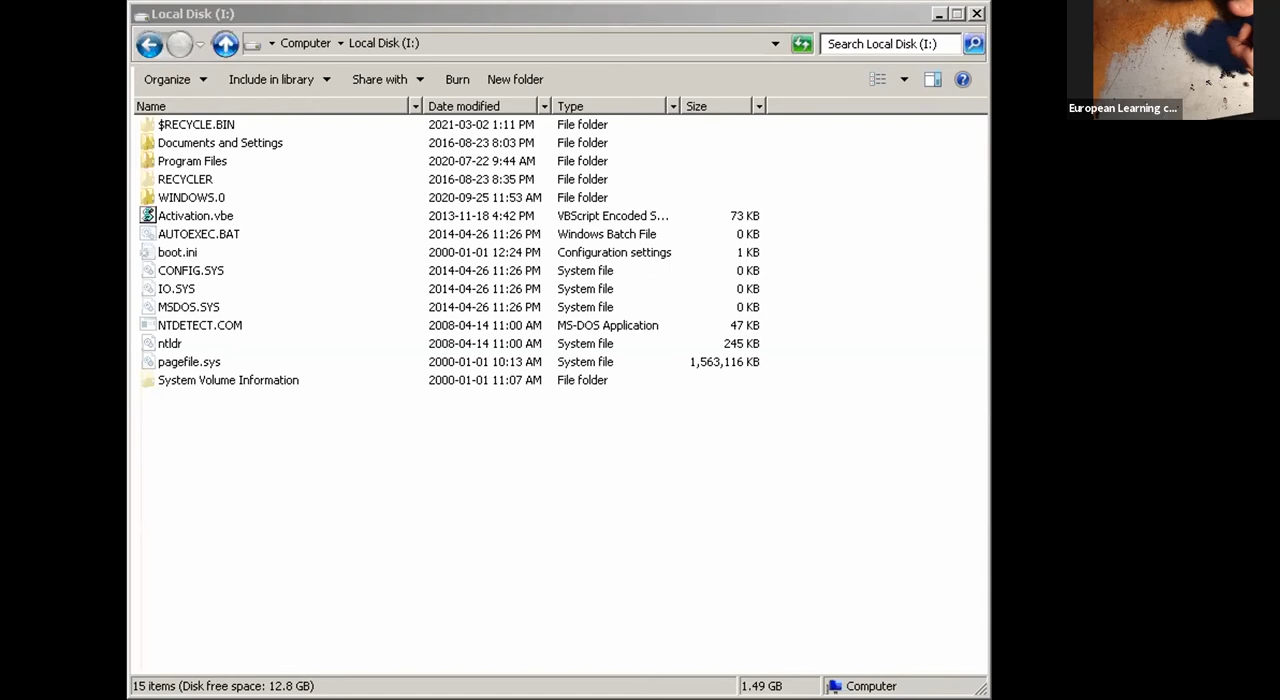 Local Disk (I:)
Computer Local Disk (I:) Search Local Disk (I:)
Organize Include in library Share with Burn New folder
Name Date modified Type Size
$RECYCLE.BIN 2021-03-02 1:11 PM File folder
Documents and Settings 2016-08-23 8:03 PM File folder
Program Files 2020-07-22 9:44 AM File folder
RECYCLER 2016-08-23 8:35 PM File folder
WINDOWS.0 2020-09-25 11:53 AM File folder
Activation.vbe 2013-11-18 4:42 PM VBScript Encoded S... 73 KB
AUTOEXEC.BAT 2014-04-26 11:26 PM Windows Batch File 0 KB
boot.ini 2000-01-01 12:24 PM Configuration settings 1 KB
CONFIG.SYS 2014-04-26 11:26 PM System file 0 KB
IO.SYS 2014-04-26 11:26 PM System file 0 KB
MSDOS.SYS 2014-04-26 11:26 PM System file 0 KB
NTDETECT.COM 2008-04-14 11:00 AM MS-DOS Application 47 KB
ntldr 2008-04-14 11:00 AM System file 245 KB
pagefile.sys 2000-01-01 10:13 AM System file 1,563,116 KB
System Volume Information 2000-01-01 11:07 AM File folder
15 items (Disk free space: 12.8 GB) 1.49 GB Computer
European Learning c...